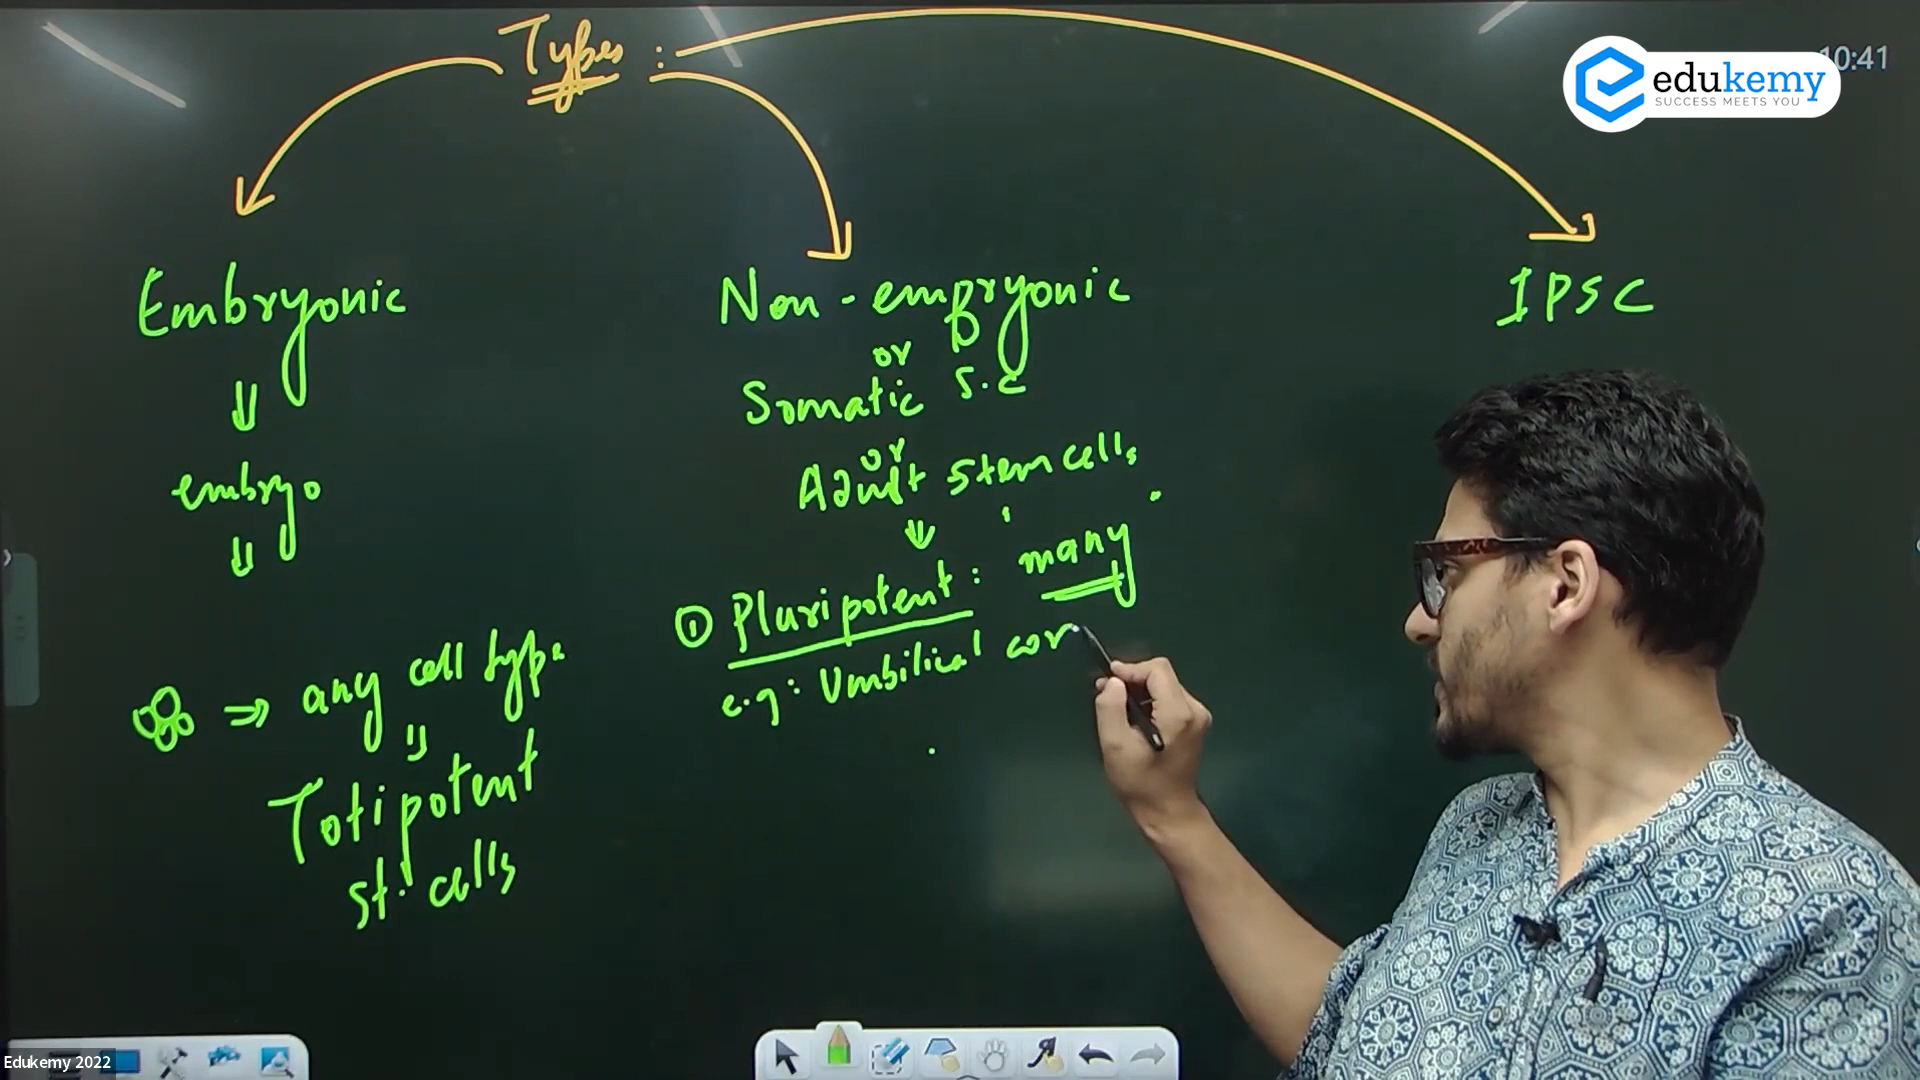 Types :
10:41
edukemy
SUCCESS MEETS YOU
Embryonic
embryo
⇒ any cell type
Totipotent
st. cells
Non-embryonic
or
Somatic S.C
or
Adult stem cells
① Pluripotent : many
e.g: Umbilical cor
IPSC
Edukemy 2022